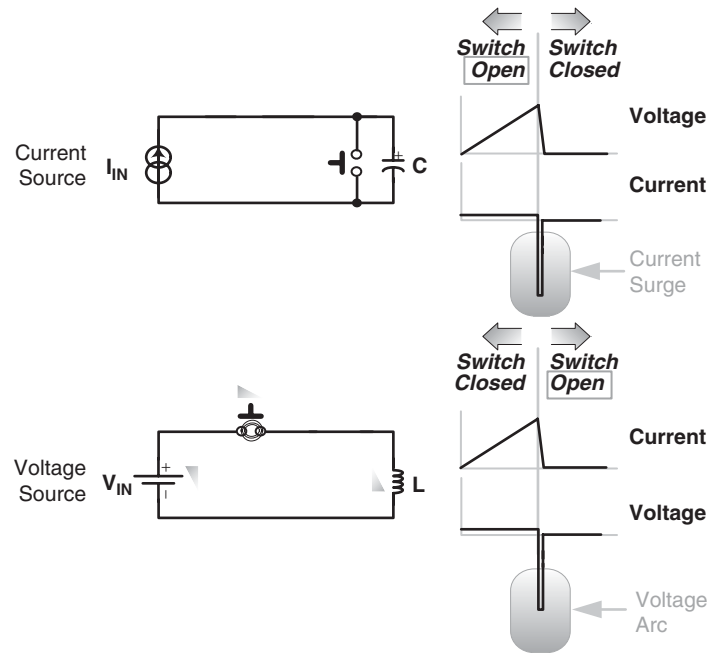 Switch Open
Switch Closed
Voltage
Current Source
I_IN
+
C
Current
Current Surge
Switch Closed
Switch Open
Current
Voltage Source
V_IN
+
–
L
Voltage
Voltage Arc